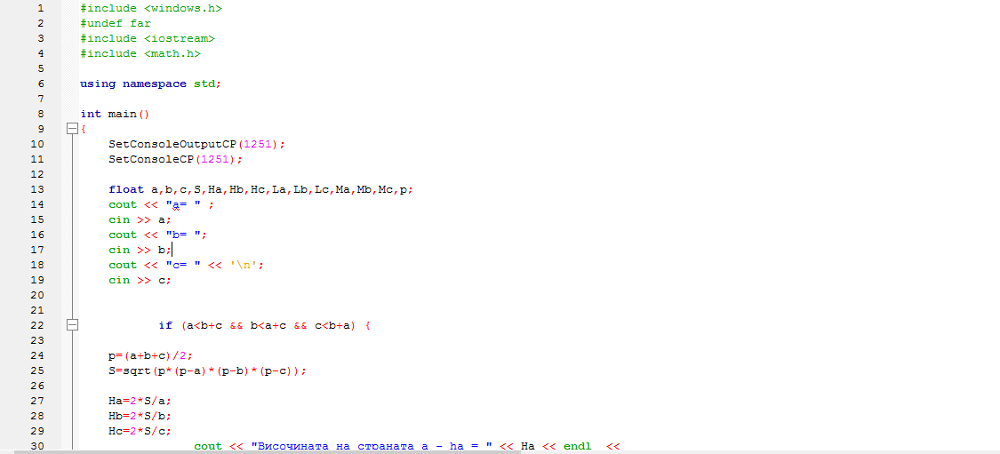 1 #include <windows.h>
2 #undef far
3 #include <iostream>
4 #include <math.h>
5
6 using namespace std;
7
8 int main()
9 {
10 SetConsoleOutputCP(1251);
11 SetConsoleCP(1251);
12
13 float a,b,c,S,Ha,Hb,Hc,La,Lb,Lc,Ma,Mb,Mc,p;
14 cout << "a= " ;
15 cin >> a;
16 cout << "b= ";
17 cin >> b;
18 cout << "c= " << '\n';
19 cin >> c;
20
21
22 if (a<b+c && b<a+c && c<b+a) {
23
24 p=(a+b+c)/2;
25 S=sqrt(p*(p-a)*(p-b)*(p-c));
26
27 Ha=2*S/a;
28 Hb=2*S/b;
29 Hc=2*S/c;
30 cout << "Височината на страната a - ha = " << Ha << endl <<